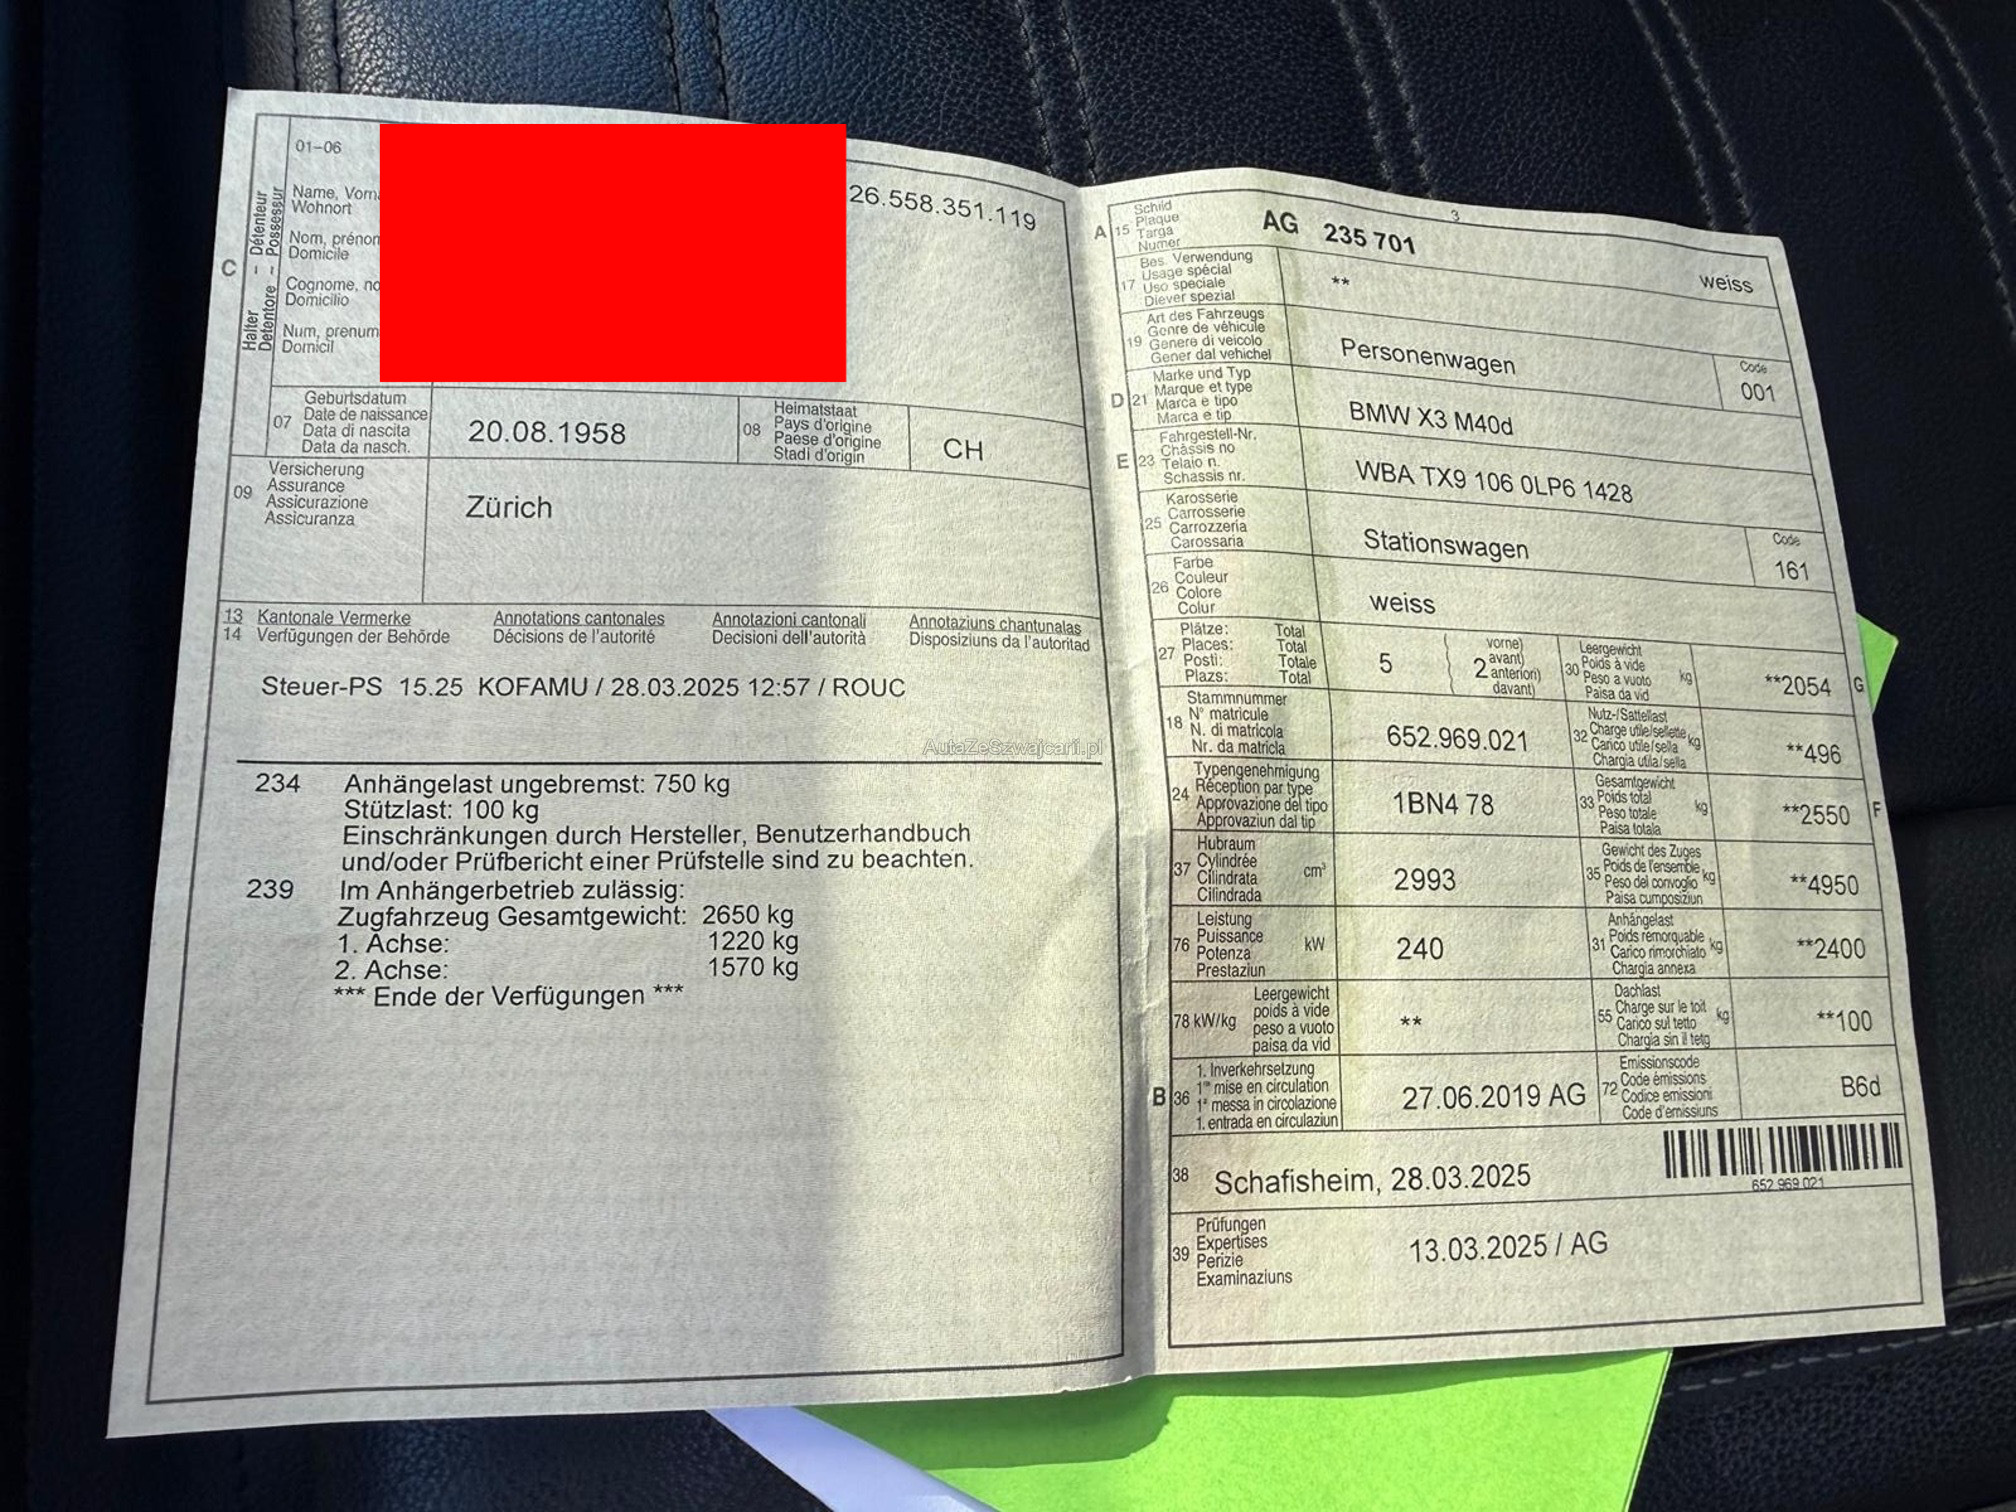 01-06
Halter – Détenteur
Detentore – Possessur
C
Name, Vorn
Wohnort
Nom, prénon
Domicile
Cognome, no
Domicilio
Num, prenum
Domicil
26.558.351.119
07 Geburtsdatum
Date de naissance
Data di nascita
Data da nasch.
20.08.1958
08 Heimatstaat
Pays d'origine
Paese d'origine
Stadi d'origin
CH
09 Versicherung
Assurance
Assicurazione
Assicuranza
Zürich
13 Kantonale Vermerke Annotations cantonales Annotazioni cantonali Annotaziuns chantunalas
14 Verfügungen der Behörde Décisions de l'autorité Decisioni dell'autorità Disposiziuns da l'autoritad
Steuer-PS 15.25 KOFAMU / 28.03.2025 12:57 / ROUC
AutaZeSzwajcarii.pl
234 Anhängelast ungebremst: 750 kg
Stützlast: 100 kg
Einschränkungen durch Hersteller, Benutzerhandbuch
und/oder Prüfbericht einer Prüfstelle sind zu beachten.
239 Im Anhängerbetrieb zulässig:
Zugfahrzeug Gesamtgewicht: 2650 kg
1. Achse: 1220 kg
2. Achse: 1570 kg
*** Ende der Verfügungen ***
3
A 15 Schild
Plaque
Targa
Numer
AG 235 701
weiss
17 Bes. Verwendung
Usage spécial
Uso speciale
Diever spezial
**
19 Art des Fahrzeugs
Genre de véhicule
Genere di veicolo
Gener dal vehichel
Personenwagen
Code
001
D 21 Marke und Typ
Marque et type
Marca e tipo
Marca e tip
BMW X3 M40d
E 23 Fahrgestell-Nr.
Châssis no
Telaio n.
Schassis nr.
WBA TX9 106 0LP6 1428
25 Karosserie
Carrosserie
Carrozzeria
Carossaria
Stationswagen
Code
161
26 Farbe
Couleur
Colore
Colur
weiss
27 Plätze: Total
Places: Total
Posti: Totale
Plazs: Total
5
2 vorne)
avant)
anteriori)
davant)
30 Leergewicht
Poids à vide
Peso a vuoto
Paisa da vid
kg
**2054 G
18 Stammnummer
N° matricule
N. di matricola
Nr. da matricla
652.969.021
32 Nutz-/Sattellast
Charge utile/sellette
Carico utile/sella
Chargia utila/sella
kg
**496
24 Typengenehmigung
Réception par type
Approvazione del tipo
Approvaziun dal tip
1BN4 78
33 Gesamtgewicht
Poids total
Peso totale
Paisa totala
kg
**2550 F
37 Hubraum
Cylindrée
Cilindrata
Cilindrada
cm³
2993
35 Gewicht des Zuges
Poids de l'ensemble
Peso del convoglio
Paisa cumposiziun
kg
**4950
76 Leistung
Puissance
Potenza
Prestaziun
kW
240
31 Anhängelast
Poids remorquable
Carico rimorchiato
Chargia annexa
kg
**2400
78 kW/kg Leergewicht
poids à vide
peso a vuoto
paisa da vid
**
55 Dachlast
Charge sur le toit
Carico sul tetto
Chargia sin il tetg
kg
**100
B 36 1. Inverkehrsetzung
1re mise en circulation
1a messa in circolazione
1. entrada en circulaziun
27.06.2019 AG
72 Emissionscode
Code émissions
Codice emissioni
Code d'emissiuns
B6d
38 Schafisheim, 28.03.2025
652 969 021
39 Prüfungen
Expertises
Perizie
Examinaziuns
13.03.2025 / AG